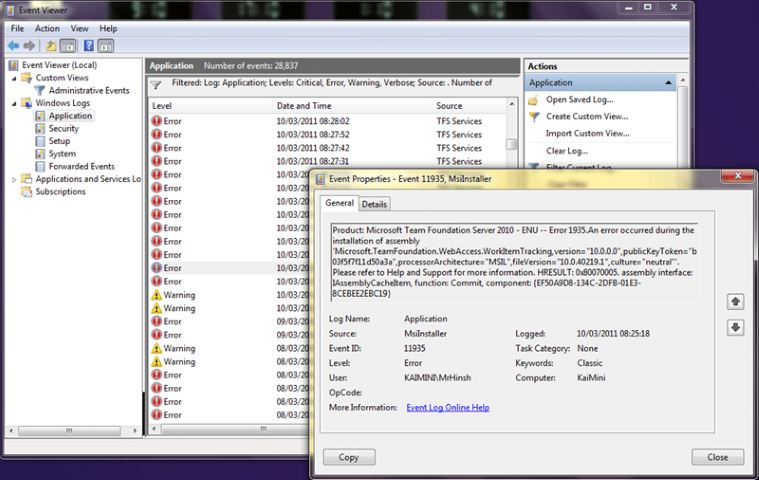 Event Viewer
File Action View Help
Event Viewer (Local)
Custom Views
Administrative Events
Windows Logs
Application
Security
Setup
System
Forwarded Events
Applications and Services Lo
Subscriptions
Application Number of events: 28,837
Filtered: Log: Application; Levels: Critical, Error, Warning, Verbose; Source: . Number of
Level Date and Time Source
Error 10/03/2011 08:28:02 TFS Services
Error 10/03/2011 08:27:52 TFS Services
Error 10/03/2011 08:27:42 TFS Services
Error 10/03/2011 08:27:31 TFS Services
Error 10/03/20
Error 10/03/20
Error 10/03/20
Error 10/03/20
Error 10/03/20
Error 10/03/20
Error 10/03/20
Error 10/03/20
Error 10/03/20
Warning 10/03/20
Warning 10/03/20
Error 09/03/20
Error 09/03/20
Warning 08/03/20
Warning 08/03/20
Error 08/03/20
Error 08/03/20
Error 08/03/20
Error 08/03/20
Actions
Application
Open Saved Log...
Create Custom View...
Import Custom View...
Clear Log...
Filter Current Log...
Event Properties - Event 11935, MsiInstaller
General Details
Product: Microsoft Team Foundation Server 2010 - ENU -- Error 1935.An error occurred during the
installation of assembly
'Microsoft.TeamFoundation.WebAccess.WorkItemTracking,version="10.0.0.0",publicKeyToken="b
03f5f7f11d50a3a",processorArchitecture="MSIL",fileVersion="10.0.40219.1",culture="neutral"'.
Please refer to Help and Support for more information. HRESULT: 0x80070005. assembly interface:
IAssemblyCacheItem, function: Commit, component: {EF50A9D8-134C-2DFB-01E3-
8CEBEE2EBC19}
Log Name: Application
Source: MsiInstaller Logged: 10/03/2011 08:25:18
Event ID: 11935 Task Category: None
Level: Error Keywords: Classic
User: KAIMINI\MrHinsh Computer: KaiMini
OpCode:
More Information: Event Log Online Help
Copy Close